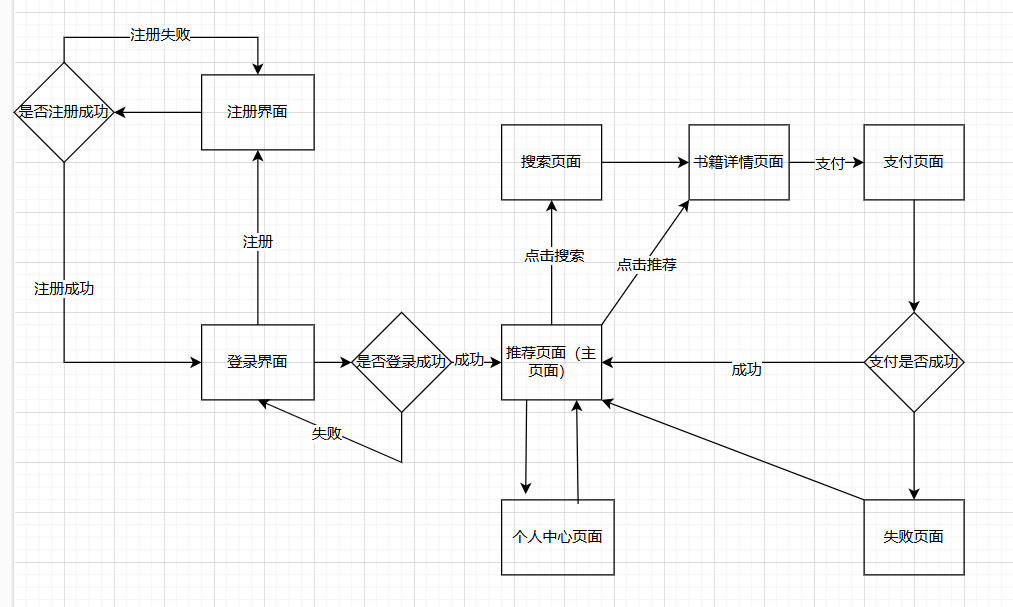 注册失败
是否注册成功
注册界面
搜索页面
书籍详情页面
支付
支付页面
注册
点击搜索
点击推荐
注册成功
登录界面
是否登录成功
成功
推荐页面（主
页面）
成功
支付是否成功
失败
个人中心页面
失败页面